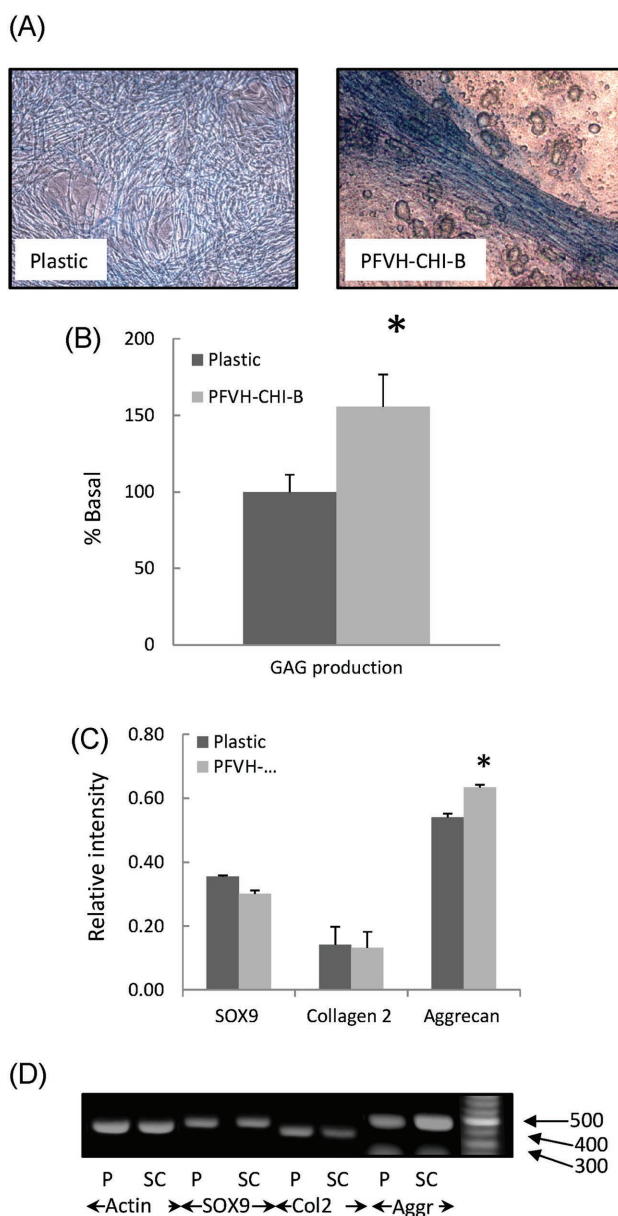 (A)
Plastic
PFVH-CHI-B
(B)
200
150
100
50
0
% Basal
Plastic
PFVH-CHI-B
*
GAG production
(C)
0.80
0.60
0.40
0.20
0.00
Relative intensity
Plastic
PFVH-...
*
SOX9 Collagen 2 Aggrecan
(D)
500
400
300
P SC P SC P SC P SC
Actin SOX9 Col2 Aggr